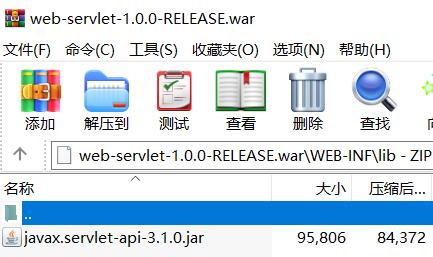 web-servlet-1.0.0-RELEASE.war
文件(F) 命令(C) 工具(S) 收藏夹(O) 选项(N) 帮助(H)
添加 解压到 测试 查看 删除 查找
web-servlet-1.0.0-RELEASE.war\WEB-INF\lib - ZIP
名称 大小 压缩后...
..
javax.servlet-api-3.1.0.jar 95,806 84,372